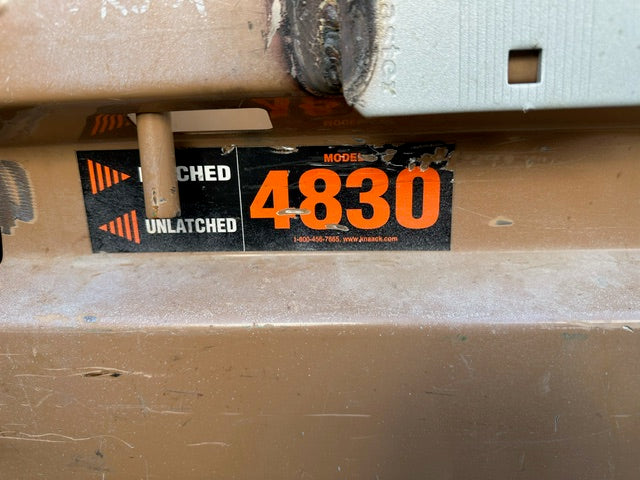 MODEL
4830
UNLATCHED
1-800-456-7865, www.knaack.com